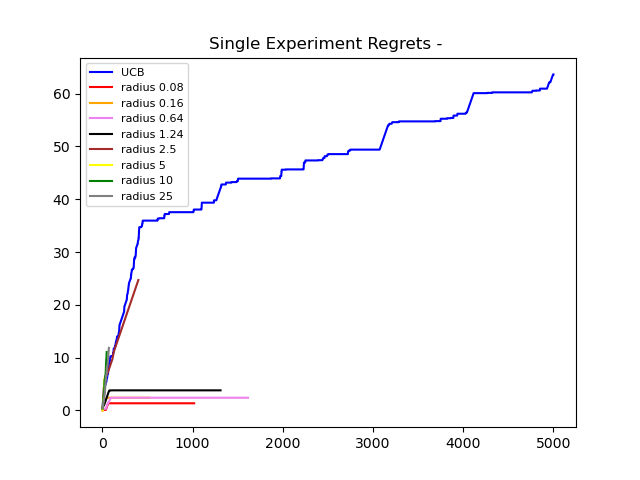 Single Experiment Regrets -
UCB
radius 0.08
radius 0.16
radius 0.64
radius 1.24
radius 2.5
radius 5
radius 10
radius 25
60
50
40
30
20
10
0
0 1000 2000 3000 4000 5000